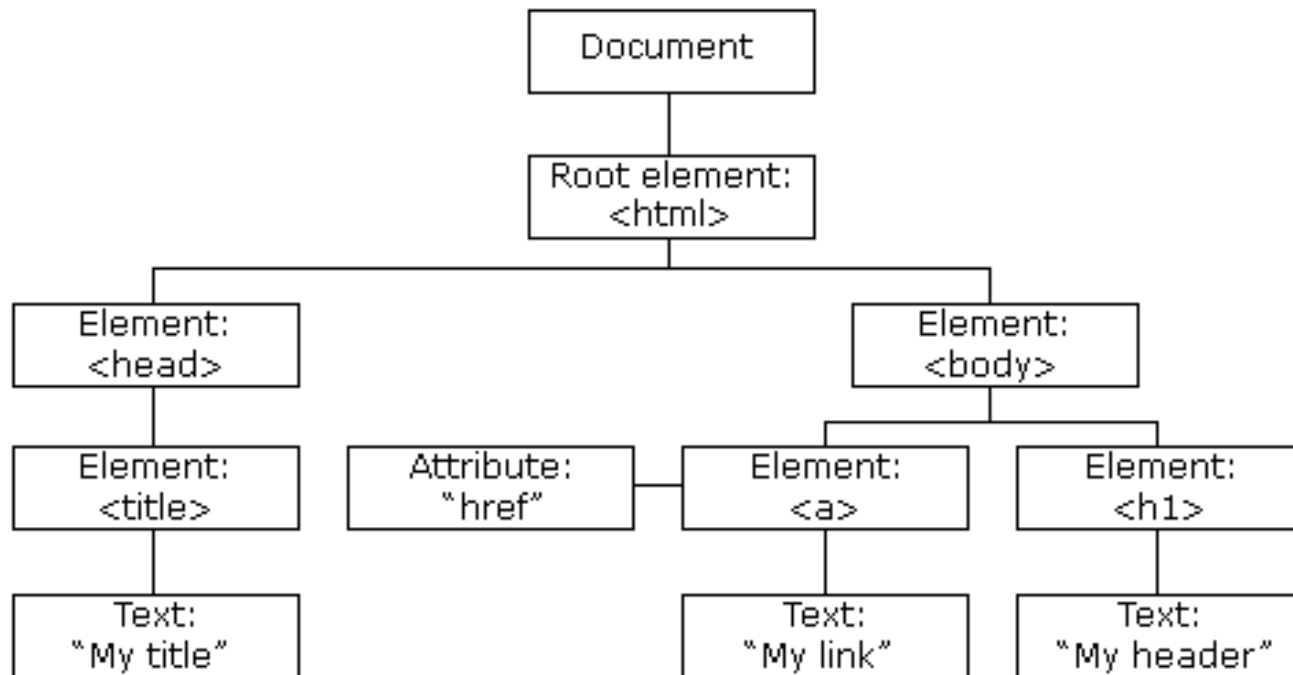 Document
Root element:
<html>
Element:
<head>
Element:
<body>
Element:
<title>
Attribute:
“href”
Element:
<a>
Element:
<h1>
Text:
“My title”
Text:
“My link”
Text:
“My header”